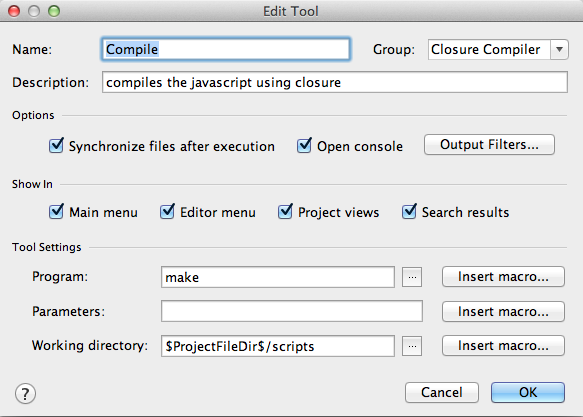 Edit Tool
Name: Compile Group: Closure Compiler
Description: compiles the javascript using closure
Options
Synchronize files after execution Open console Output Filters...
Show In
Main menu Editor menu Project views Search results
Tool Settings
Program: make ... Insert macro...
Parameters: Insert macro...
Working directory: $ProjectFileDir$/scripts ... Insert macro...
? Cancel OK